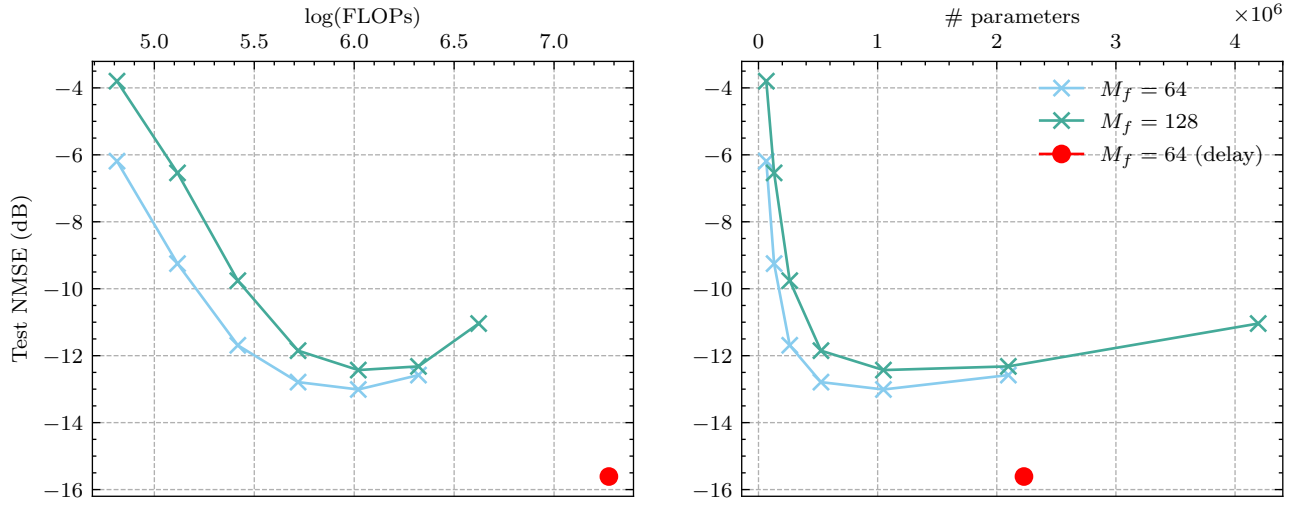 log(FLOPs)
5.0 5.5 6.0 6.5 7.0
−4
−6
−8
−10
−12
−14
−16
Test NMSE (dB)
# parameters
×10⁶
0 1 2 3 4
−4
−6
−8
−10
−12
−14
−16
M_f = 64
M_f = 128
M_f = 64 (delay)